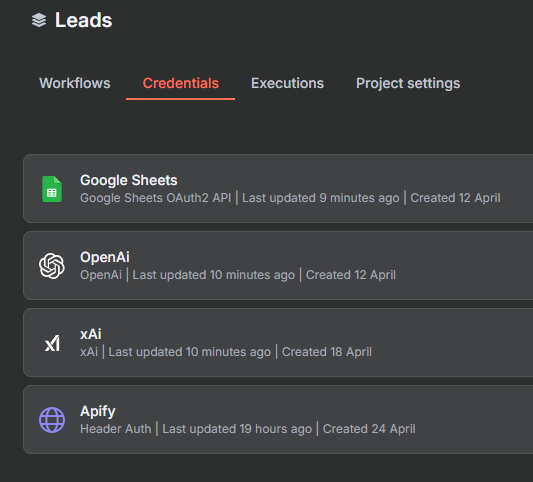 Leads
Workflows Credentials Executions Project settings
Google Sheets
Google Sheets OAuth2 API | Last updated 9 minutes ago | Created 12 April
OpenAi
OpenAi | Last updated 10 minutes ago | Created 12 April
xAi
xAi | Last updated 10 minutes ago | Created 18 April
Apify
Header Auth | Last updated 19 hours ago | Created 24 April